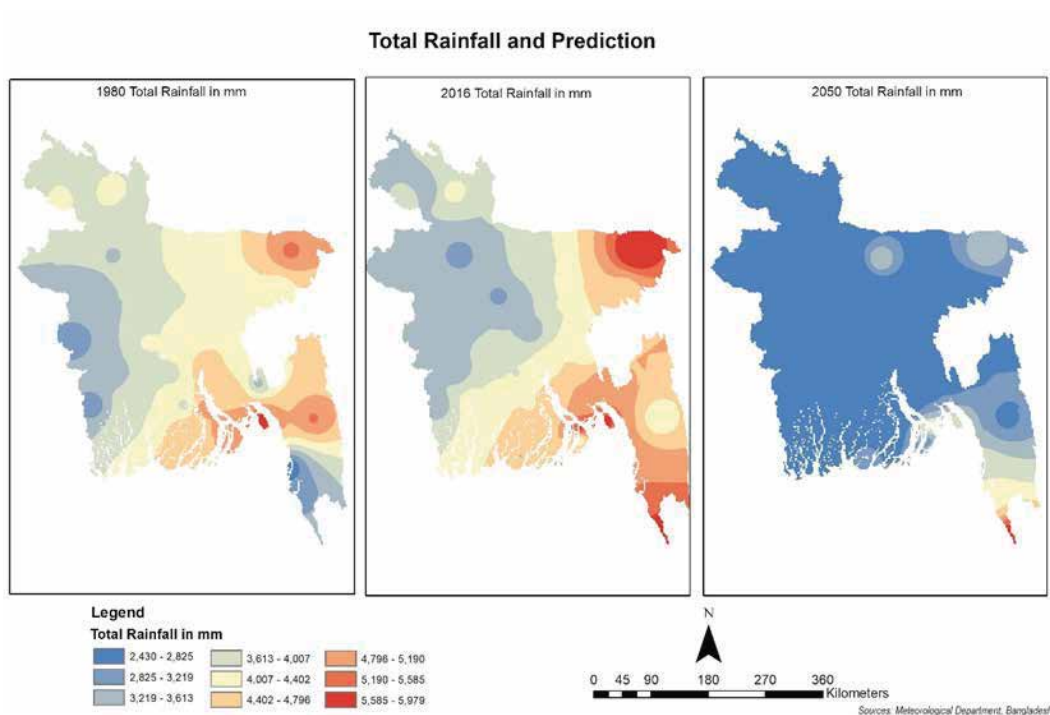 Total Rainfall and Prediction
1980 Total Rainfall in mm
2016 Total Rainfall in mm
2050 Total Rainfall in mm
Legend
Total Rainfall in mm
2,430 - 2,825
2,825 - 3,219
3,219 - 3,613
3,613 - 4,007
4,007 - 4,402
4,402 - 4,796
4,796 - 5,190
5,190 - 5,585
5,585 - 5,979
N
0 45 90 180 270 360
Kilometers
Sources: Meteorological Department, Bangladesh